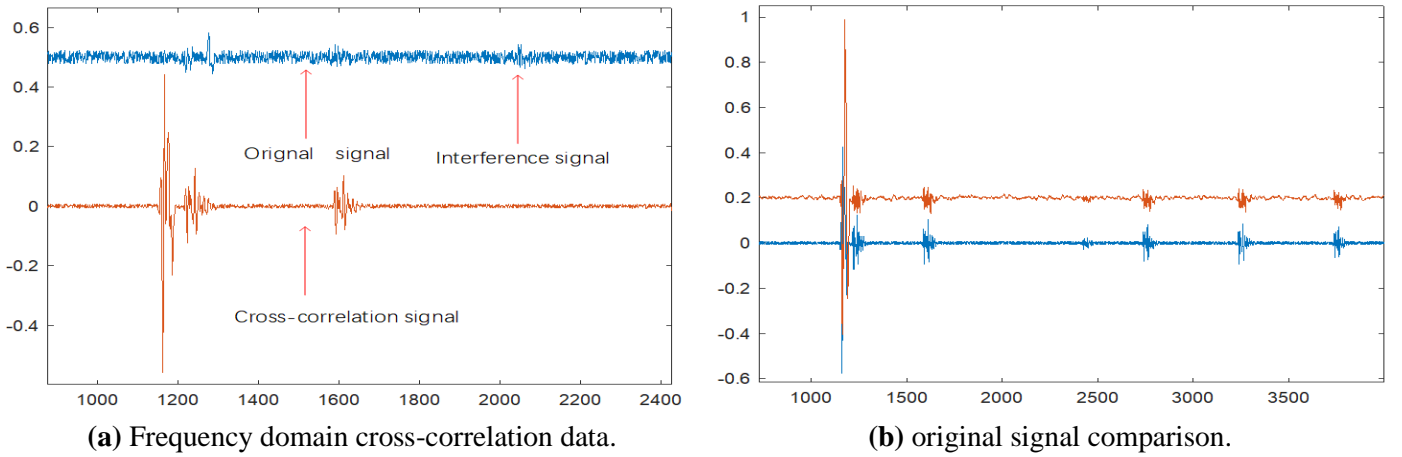 0.6
0.4
0.2
0
-0.2
-0.4
Orignal signal
Interference signal
Cross-correlation signal
1000 1200 1400 1600 1800 2000 2200 2400
(a) Frequency domain cross-correlation data.
1
0.8
0.6
0.4
0.2
0
-0.2
-0.4
-0.6
1000 1500 2000 2500 3000 3500
(b) original signal comparison.